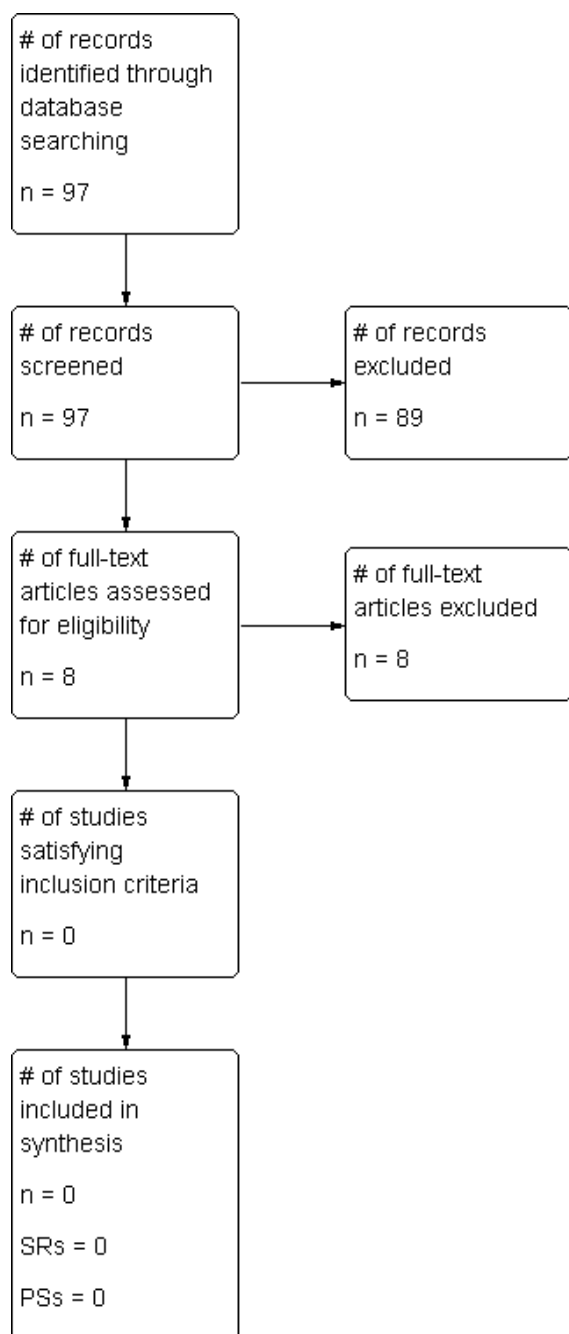 # of records
identified through
database
searching
n = 97
# of records
screened
n = 97
# of records
excluded
n = 89
# of full-text
articles assessed
for eligibility
n = 8
# of full-text
articles excluded
n = 8
# of studies
satisfying
inclusion criteria
n = 0
# of studies
included in
synthesis
n = 0
SRs = 0
PSs = 0